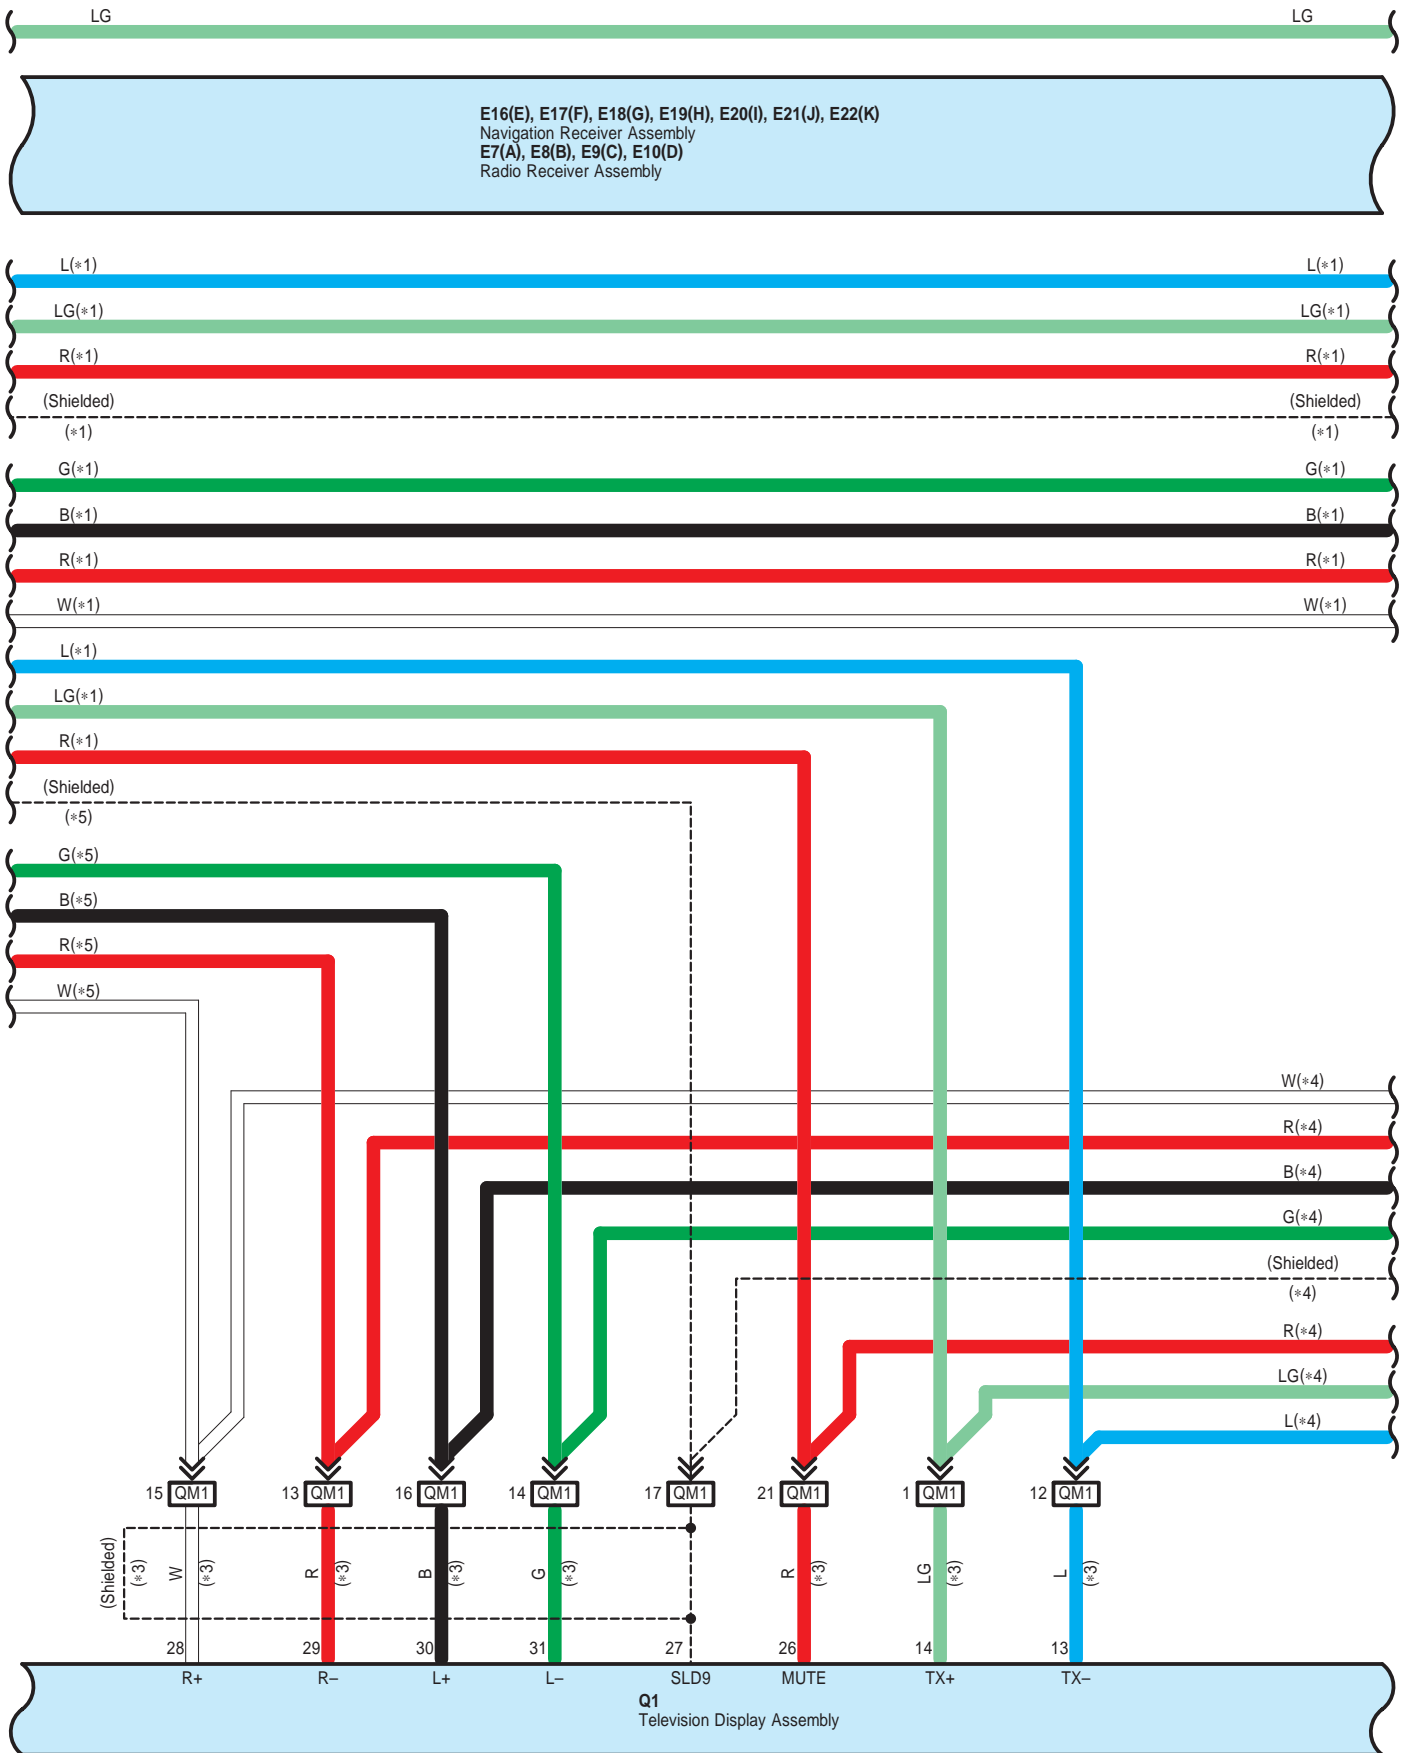 LG LG
E16(E), E17(F), E18(G), E19(H), E20(I), E21(J), E22(K)
Navigation Receiver Assembly
E7(A), E8(B), E9(C), E10(D)
Radio Receiver Assembly
L(*1) L(*1)
LG(*1) LG(*1)
R(*1) R(*1)
(Shielded) (Shielded)
(*1) (*1)
G(*1) G(*1)
B(*1) B(*1)
R(*1) R(*1)
W(*1) W(*1)
L(*1)
LG(*1)
R(*1)
(Shielded)
(*5)
G(*5)
B(*5)
R(*5)
W(*5)
W(*4)
R(*4)
B(*4)
G(*4)
(Shielded)
(*4)
R(*4)
LG(*4)
L(*4)
15 QM1 13 QM1 16 QM1 14 QM1 17 QM1 21 QM1 1 QM1 12 QM1
(Shielded) (*3) W (*3) R (*3) B (*3) G (*3) R (*3) LG (*3) L (*3)
28 29 30 31 27 26 14 13
R+ R– L+ L– SLD9 MUTE TX+ TX–
Q1
Television Display Assembly